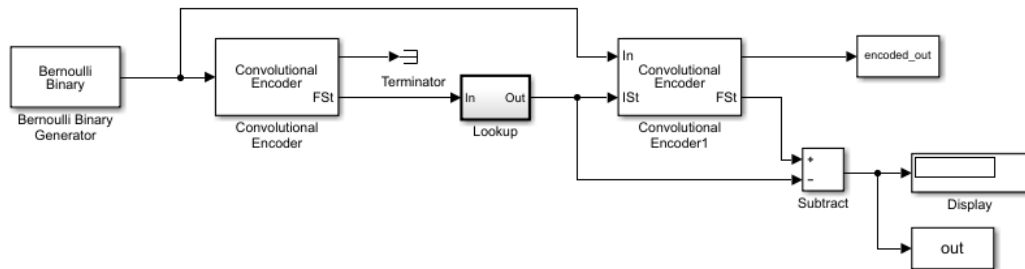 Bernoulli
Binary
Bernoulli Binary
Generator
Convolutional
Encoder
FSt
Convolutional
Encoder
Terminator
In
Out
Lookup
In
Convolutional
Encoder
ISt
FSt
Convolutional
Encoder1
encoded_out
+
−
Subtract
Display
out